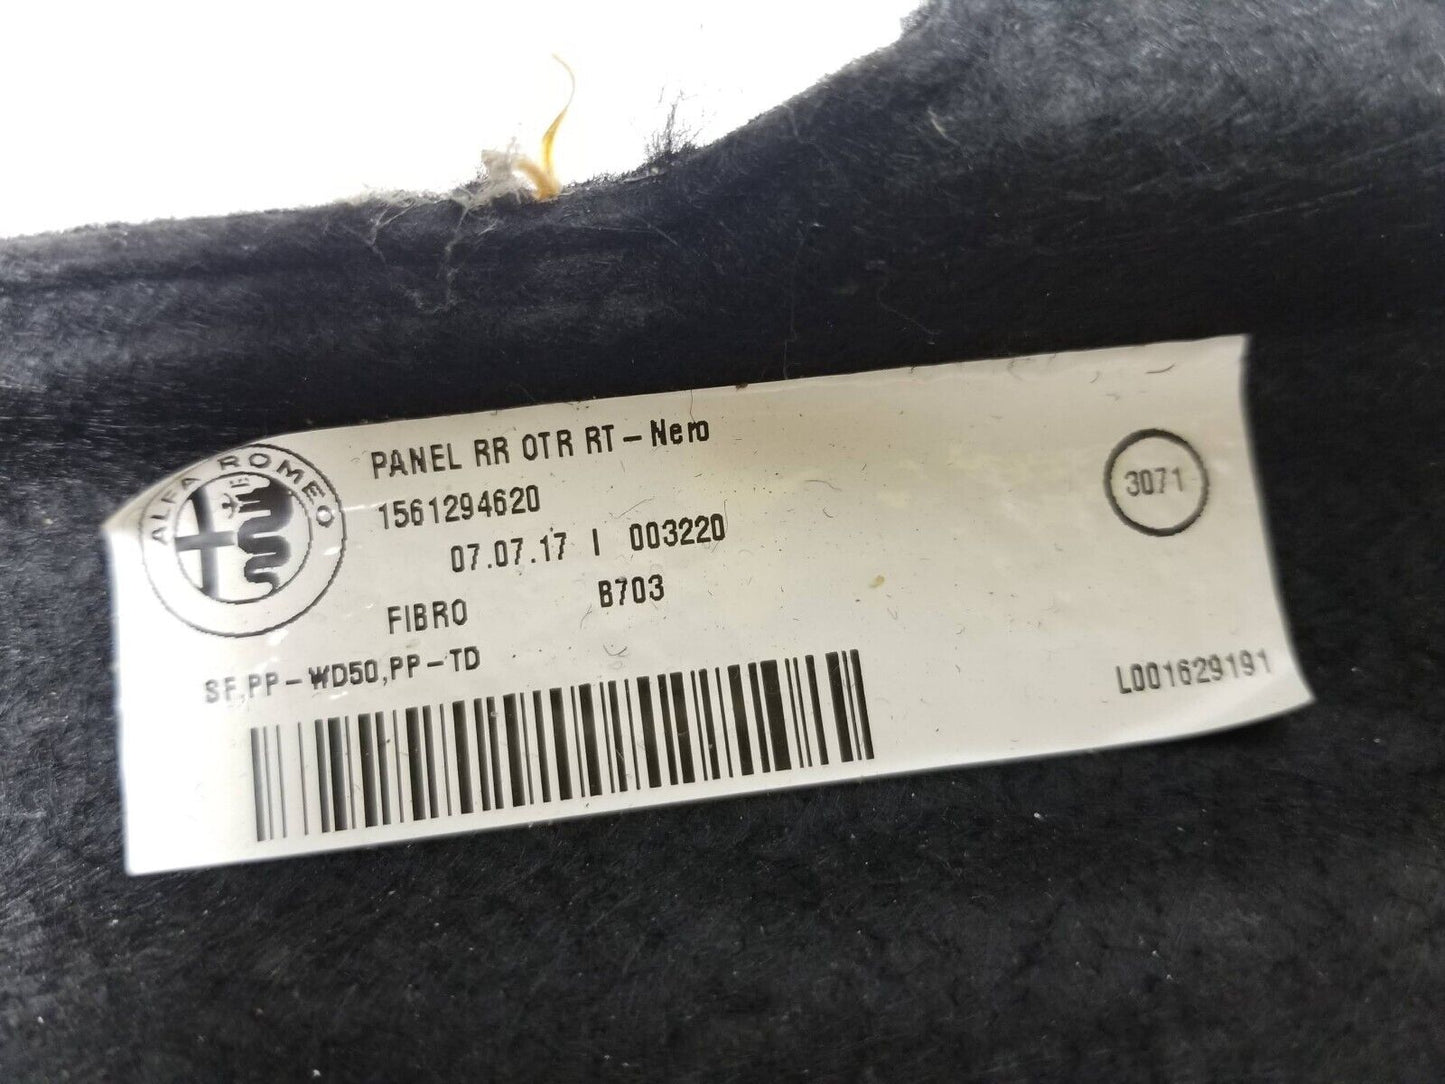 ALFA ROMEO
PANEL RR OTR RT-Nero
1561294620
3071
07.07.17 | 003220
FIBRO B703
SF,PP-WD50,PP-TD
L001629191